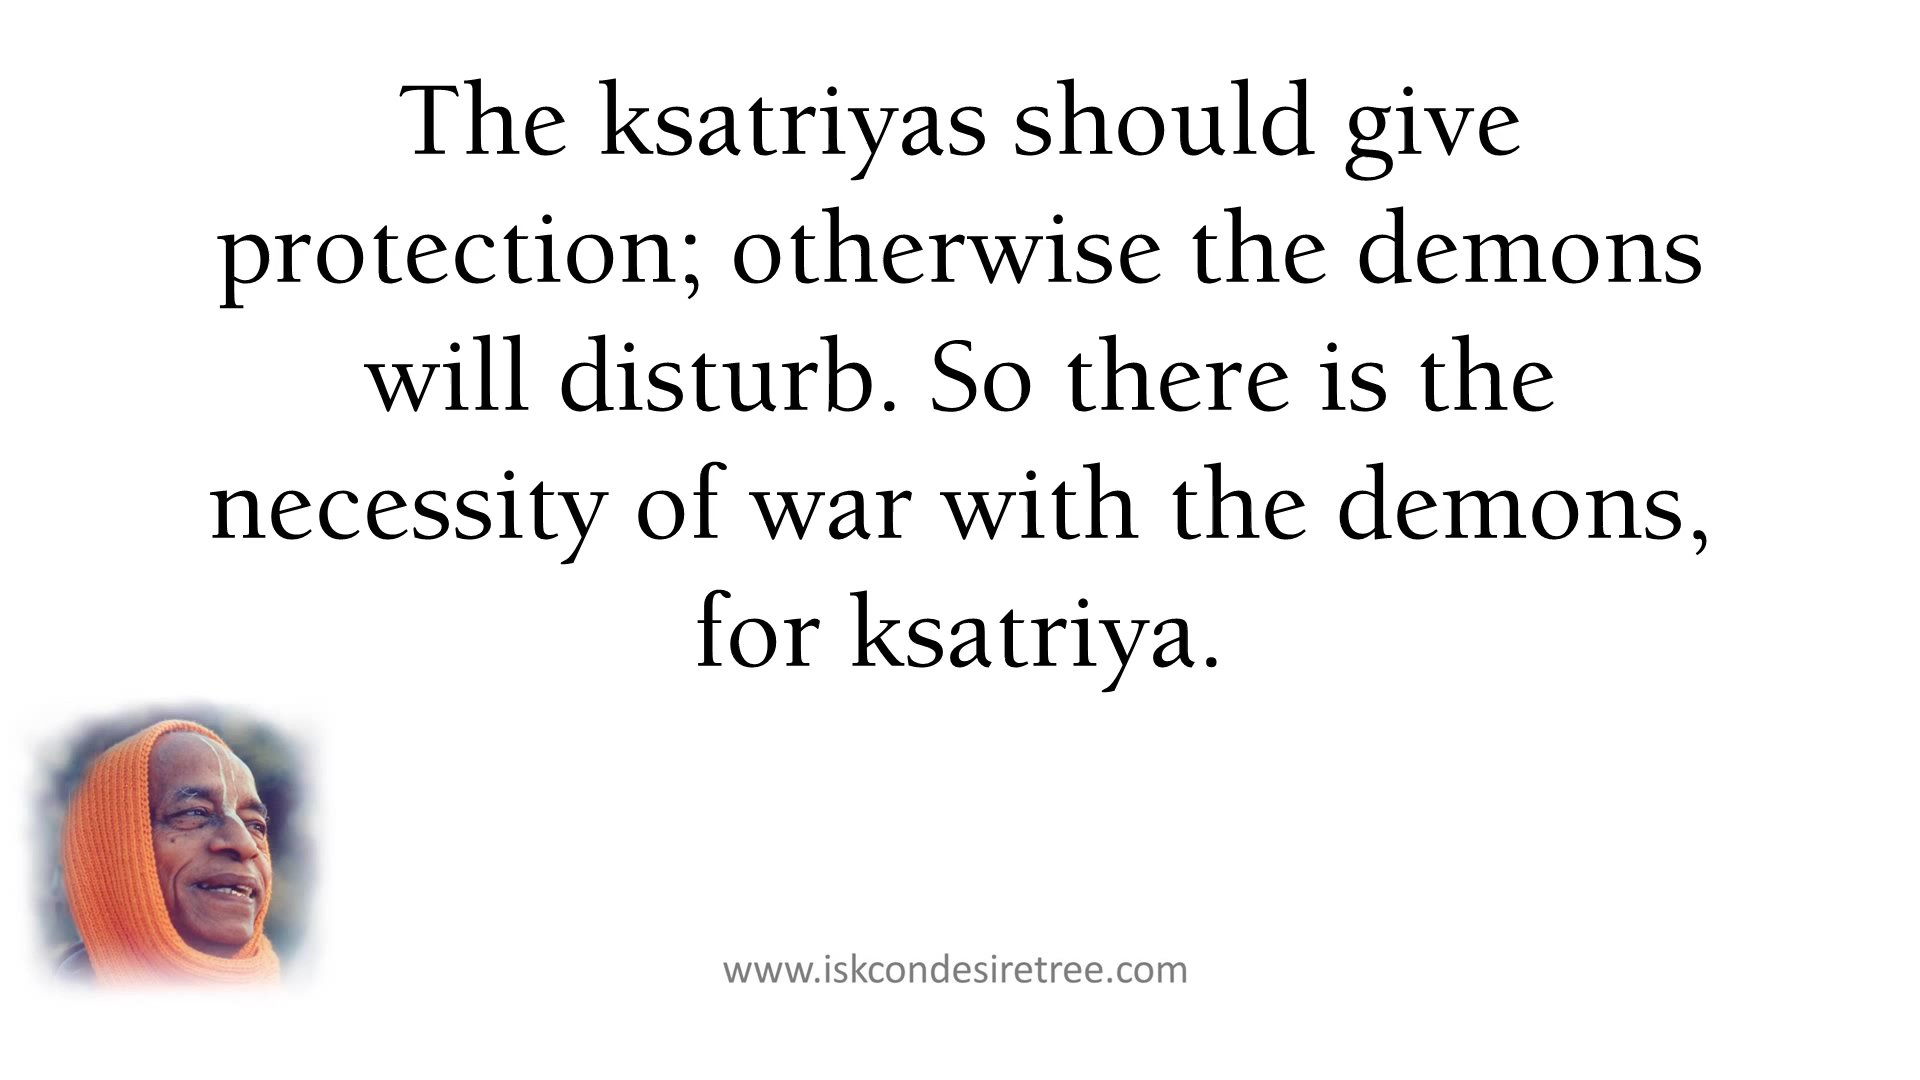 The ksatriyas should give
protection; otherwise the demons
will disturb. So there is the
necessity of war with the demons,
for ksatriya.
www.iskcondesiretree.com